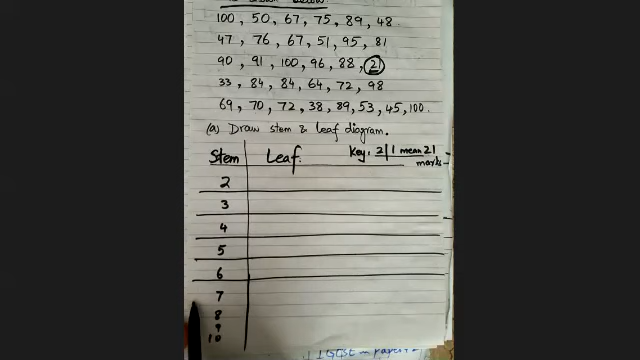 100, 50, 67, 75, 89, 48.
47, 76, 67, 51, 95, 81
90, 91, 100, 96, 88, 21
33, 84, 84, 64, 72, 98
69, 70, 72, 38, 89, 53, 45, 100.
(a) Draw stem & Leaf diagram.
Stem Leaf. Key: 2|1 mean 21 marks
2
3
4
5
6
7
8
9
10